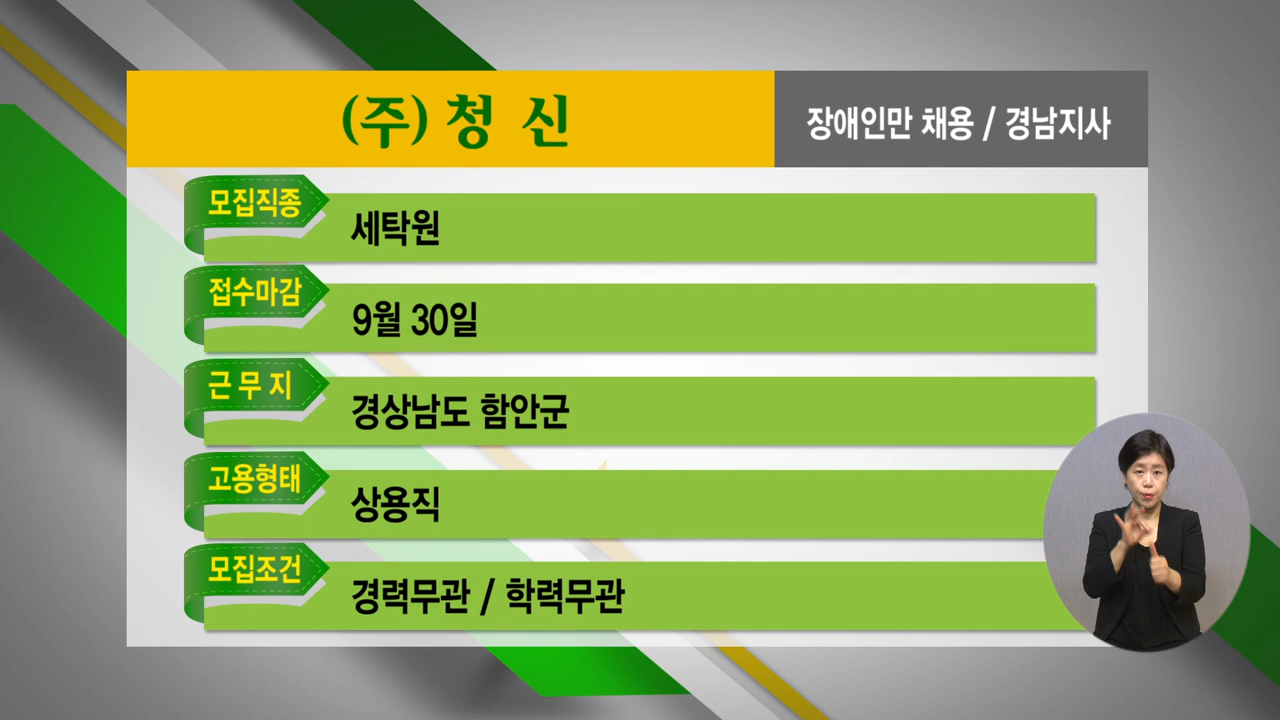 (주) 청 신
장애인만 채용 / 경남지사
모집직종
세탁원
접수마감
9월 30일
근 무 지
경상남도 함안군
고용형태
상용직
모집조건
경력무관 / 학력무관